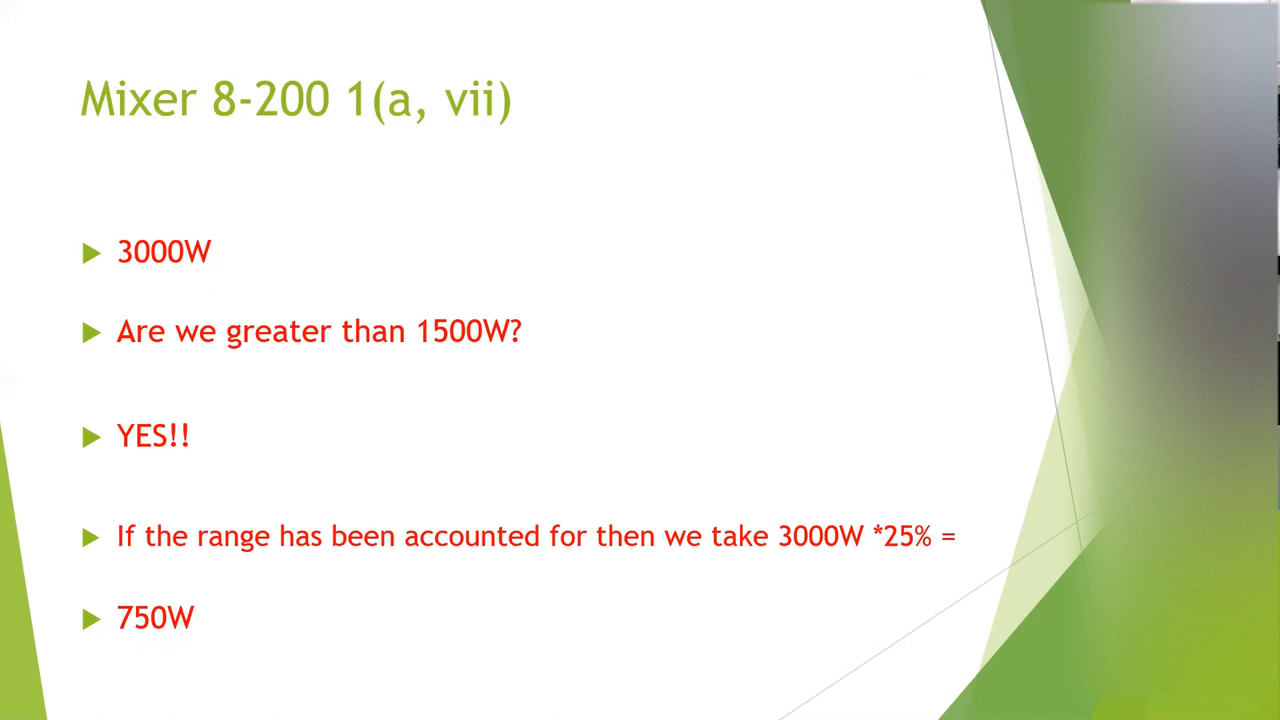 Mixer 8-200 1(a, vii)
3000W
Are we greater than 1500W?
YES!!
If the range has been accounted for then we take 3000W *25% =
750W